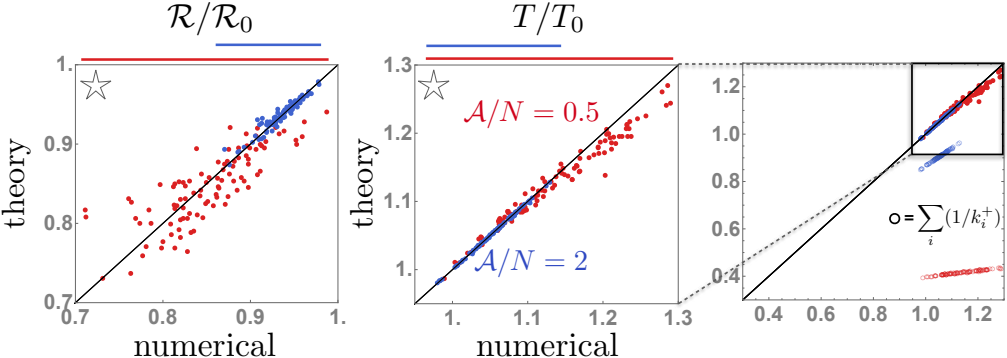 R/R₀
T/T₀
1.
0.9
0.8
0.7
0.7 0.8 0.9 1.
theory
numerical
1.3
1.2
1.1
1.
1. 1.1 1.2 1.3
theory
numerical
A/N = 0.5
A/N = 2
1.2
1.0
0.8
0.6
0.4
0.4 0.6 0.8 1.0 1.2
o=∑ᵢ(1/kᵢ⁺)